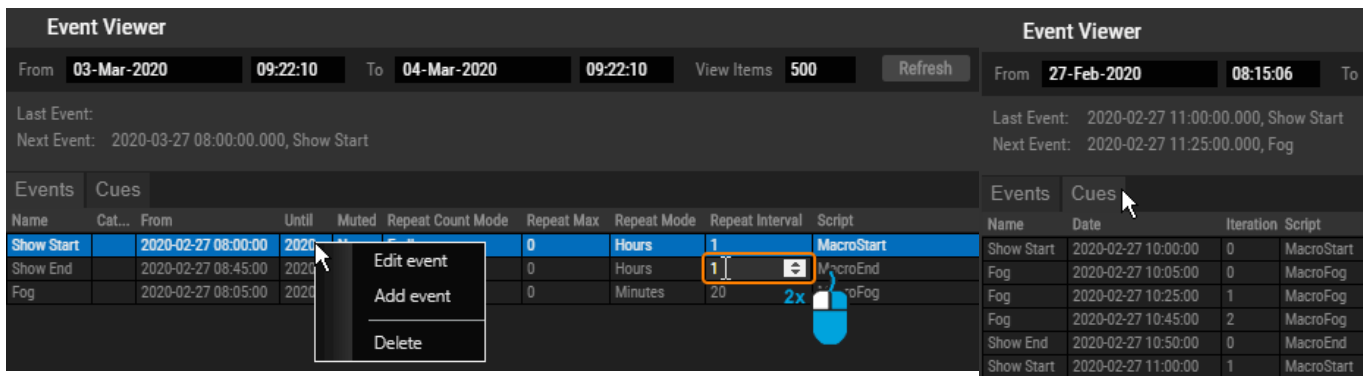 Event Viewer
From 03-Mar-2020 09:22:10 To 04-Mar-2020 09:22:10 View Items 500 Refresh
Last Event:
Next Event: 2020-03-27 08:00:00.000, Show Start
Events Cues
Name Cat... From Until Muted Repeat Count Mode Repeat Max Repeat Mode Repeat Interval Script
Show Start 2020-02-27 08:00:00 2020 0 Hours 1 MacroStart
Show End 2020-02-27 08:45:00 2020 0 Hours 1 MacroEnd
Fog 2020-02-27 08:05:00 2020 0 Minutes 20 2x
Edit event
Add event
Delete
Event Viewer
From 27-Feb-2020 08:15:06 To
Last Event: 2020-02-27 11:00:00.000, Show Start
Next Event: 2020-02-27 11:25:00.000, Fog
Events Cues
Name Date Iteration Script
Show Start 2020-02-27 10:00:00 0 MacroStart
Fog 2020-02-27 10:05:00 0 MacroFog
Fog 2020-02-27 10:25:00 1 MacroFog
Fog 2020-02-27 10:45:00 2 MacroFog
Show End 2020-02-27 10:50:00 0 MacroEnd
Show Start 2020-02-27 11:00:00 1 MacroStart